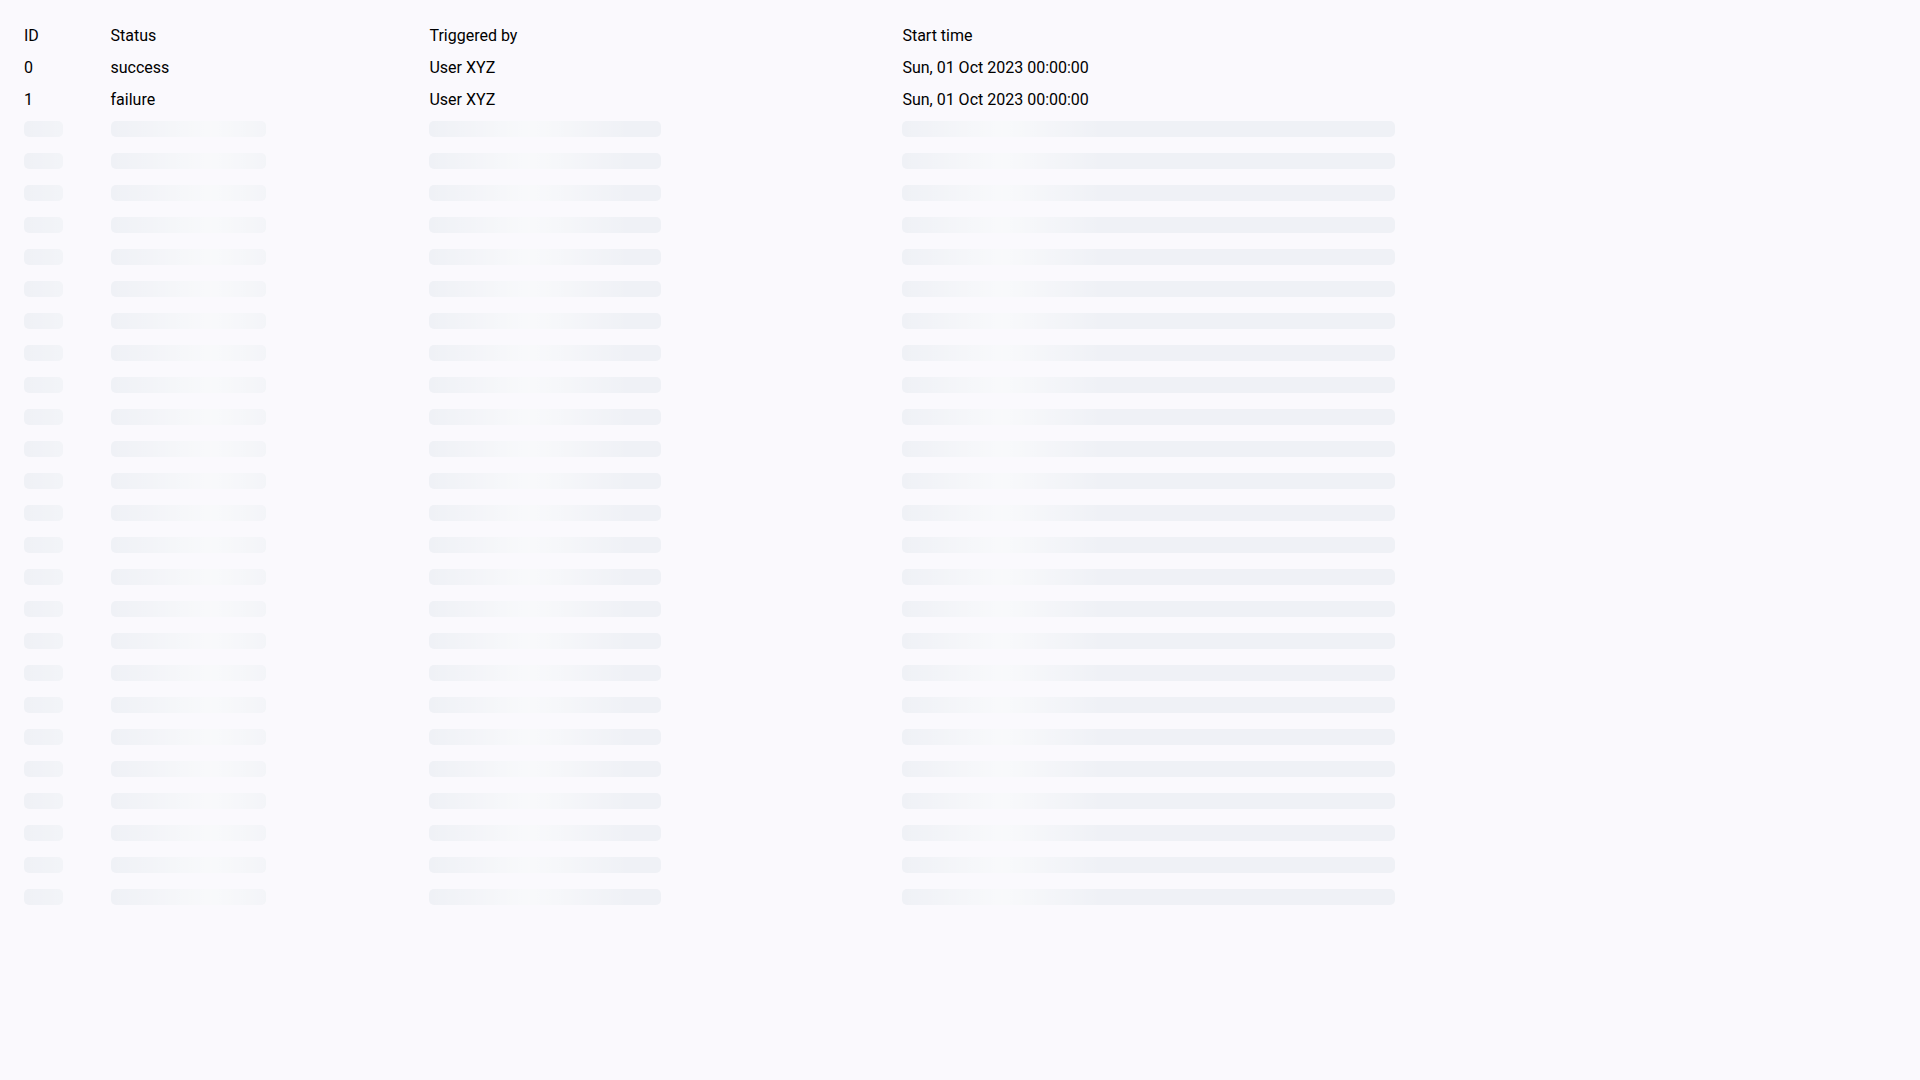 ID Status Triggered by Start time
0 success User XYZ Sun, 01 Oct 2023 00:00:00
1 failure User XYZ Sun, 01 Oct 2023 00:00:00